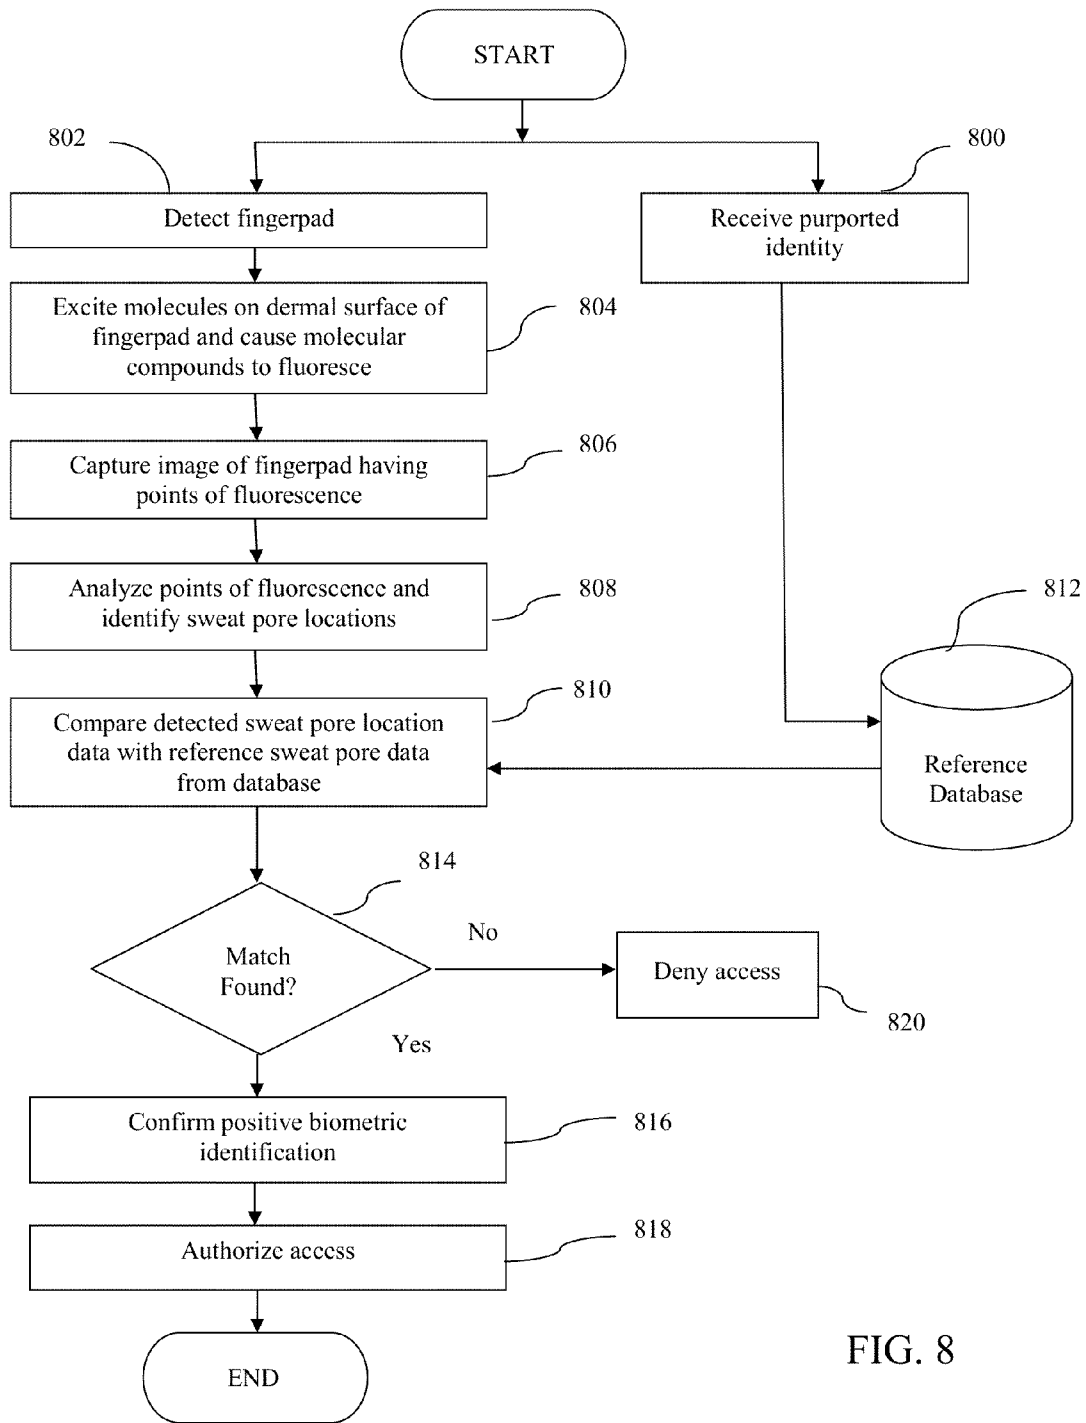 START
802
800
Detect fingerpad
Receive purported
identity
Excite molecules on dermal surface of
fingerpad and cause molecular
compounds to fluoresce
804
Capture image of fingerpad having
points of fluorescence
806
Analyze points of fluorescence and
identify sweat pore locations
808
812
Compare detected sweat pore location
data with reference sweat pore data
from database
810
Reference
Database
814
Match
Found?
No
Deny access
820
Yes
Confirm positive biometric
identification
816
Authorize access
818
END
FIG. 8